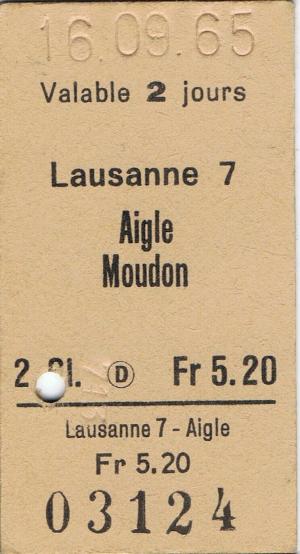 16.09.65
Valable 2 jours
Lausanne 7
Aigle
Moudon
2. Cl. D Fr 5.20
Lausanne 7 - Aigle
Fr 5.20
03124